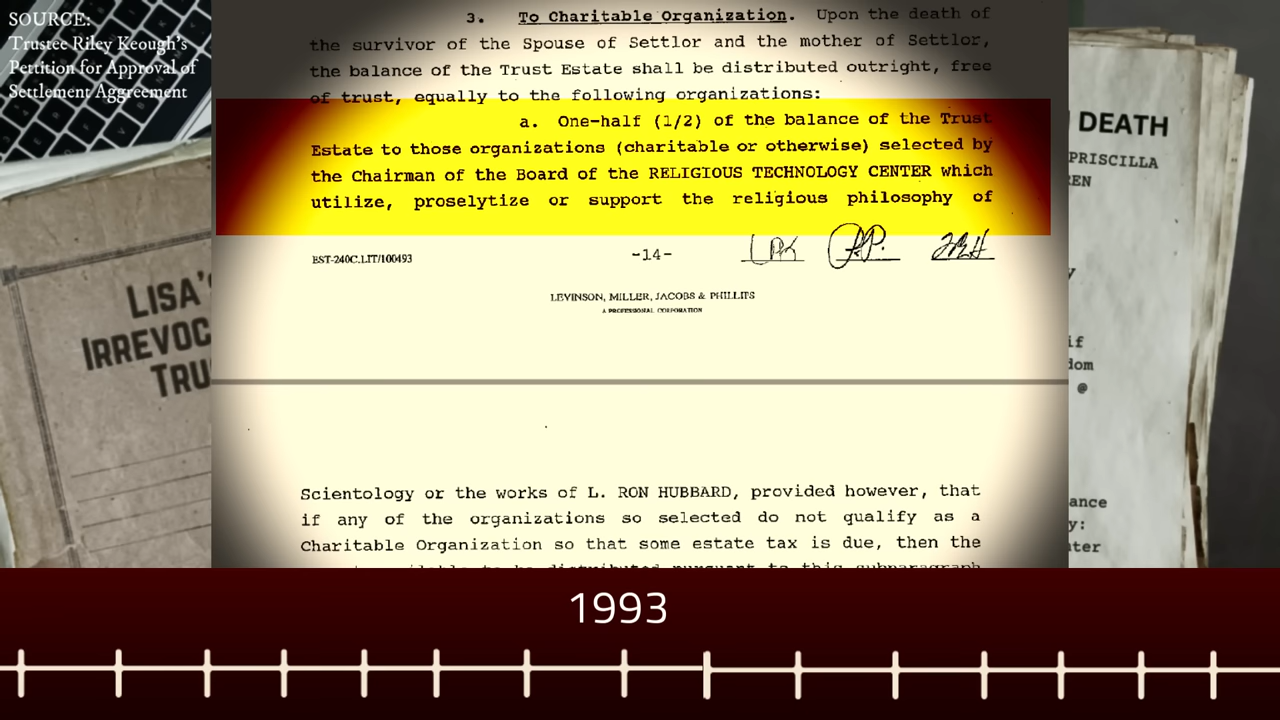 SOURCE:
Trustee Riley Keough's
Petition for Approval of
Settlement Aggreement
LISA'S
IRREVOC
TRU
3. To Charitable Organization. Upon the death of
the survivor of the Spouse of Settlor and the mother of Settlor,
the balance of the Trust Estate shall be distributed outright, free
of trust, equally to the following organizations:
a. One-half (1/2) of the balance of the Trust
Estate to those organizations (charitable or otherwise) selected by
the Chairman of the Board of the RELIGIOUS TECHNOLOGY CENTER which
utilize, proselytize or support the religious philosophy of
EST-240C.LIT/100493
-14-
LEVINSON, MILLER, JACOBS & PHILLIPS
A PROFESSIONAL CORPORATION
Scientology or the works of L. RON HUBBARD, provided however, that
if any of the organizations so selected do not qualify as a
Charitable Organization so that some estate tax is due, then the
DEATH
PRISCILLA
1993